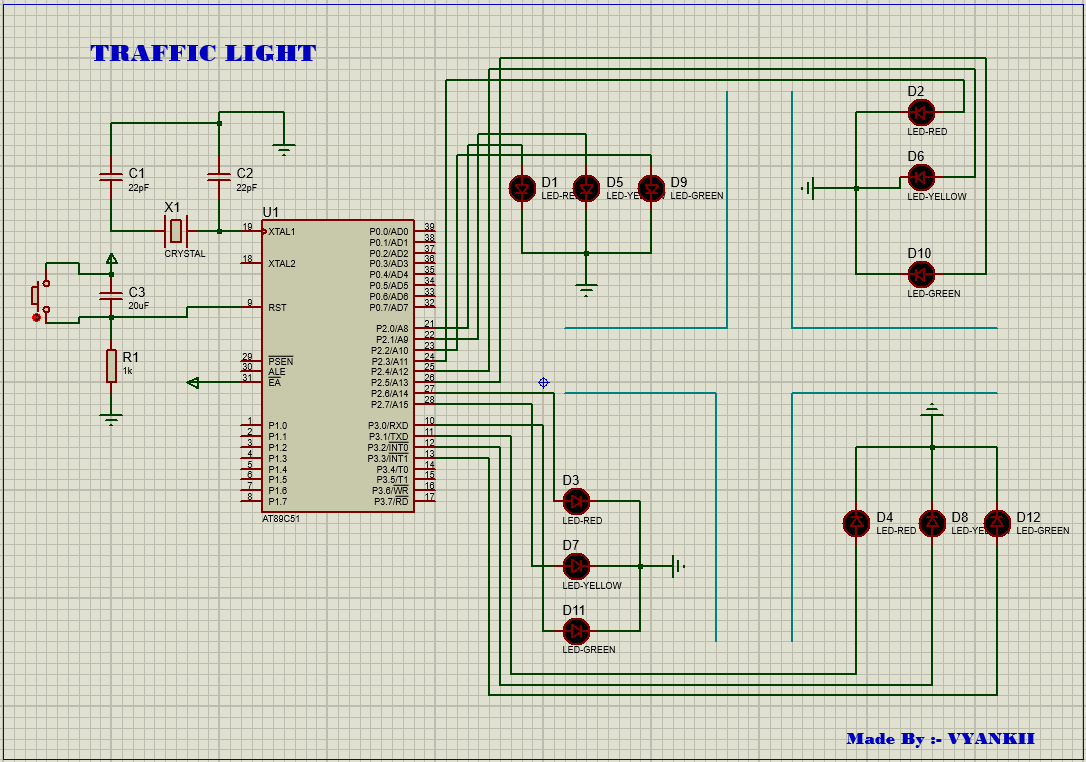 TRAFFIC LIGHT
C1
22pF
C2
22pF
X1
CRYSTAL
C3
20uF
R1
1k
U1
19 XTAL1
18 XTAL2
9 RST
29 PSEN
30 ALE
31 EA
1 P1.0
2 P1.1
3 P1.2
4 P1.3
5 P1.4
6 P1.5
7 P1.6
8 P1.7
P0.0/AD0 39
P0.1/AD1 38
P0.2/AD2 37
P0.3/AD3 36
P0.4/AD4 35
P0.5/AD5 34
P0.6/AD6 33
P0.7/AD7 32
P2.0/A8 21
P2.1/A9 22
P2.2/A10 23
P2.3/A11 24
P2.4/A12 25
P2.5/A13 26
P2.6/A14 27
P2.7/A15 28
P3.0/RXD 10
P3.1/TXD 11
P3.2/INT0 12
P3.3/INT1 13
P3.4/T0 14
P3.5/T1 15
P3.6/WR 16
P3.7/RD 17
AT89C51
D1
LED-RE
D5
LED-YE
D9
LED-GREEN
D2
LED-RED
D6
LED-YELLOW
D10
LED-GREEN
D3
LED-RED
D7
LED-YELLOW
D11
LED-GREEN
D4
LED-RED
D8
LED-YE
D12
LED-GREEN
Made By :- VYANKII